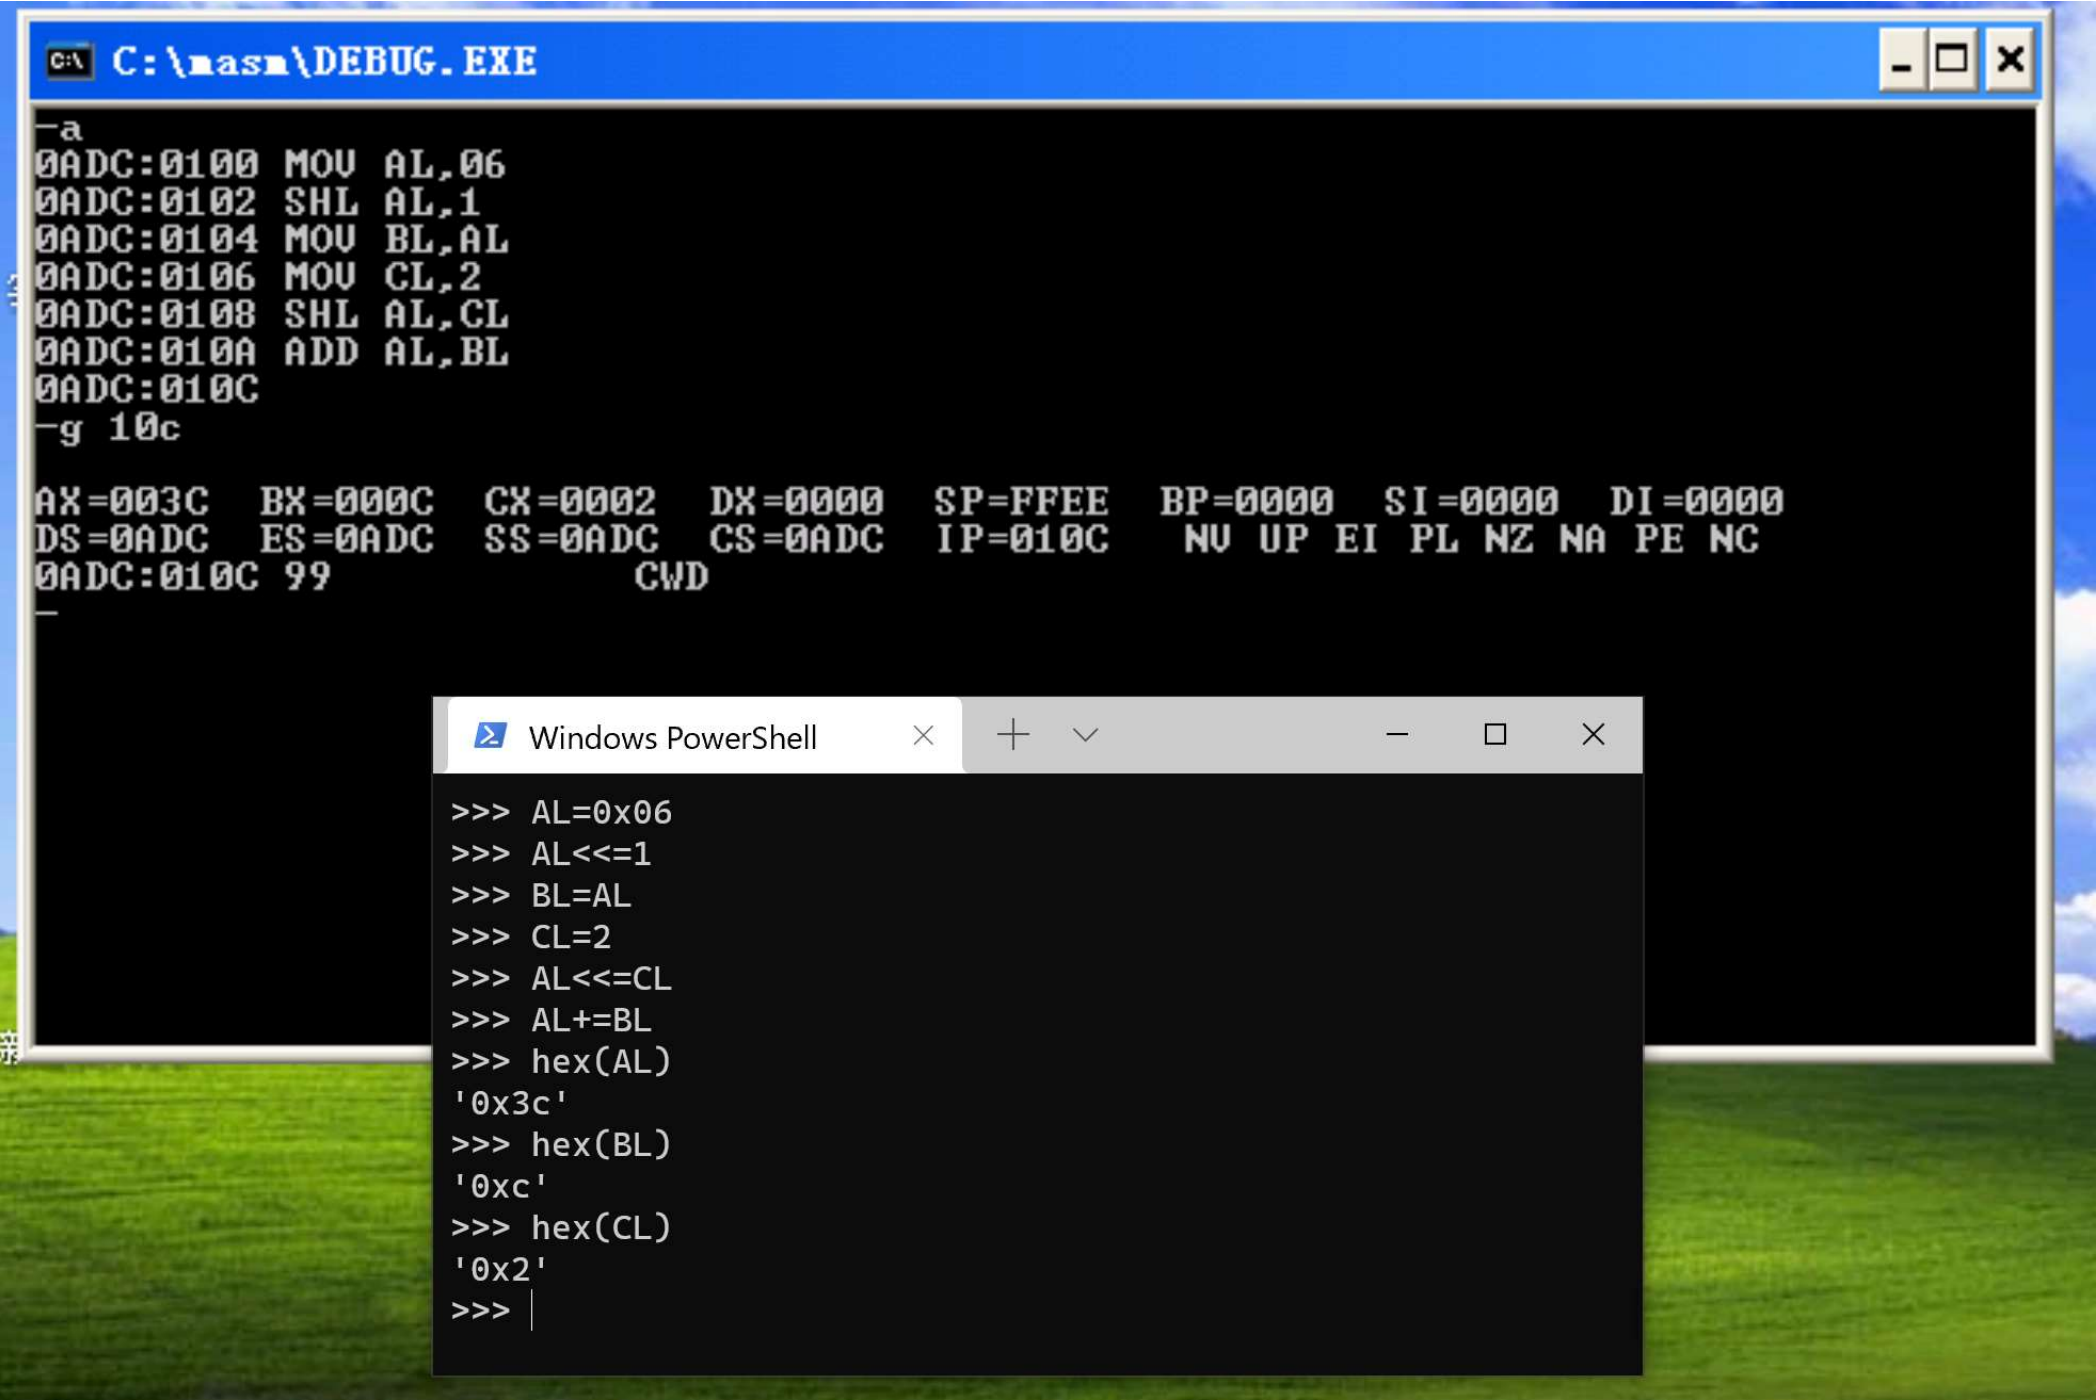 C:\masm\DEBUG.EXE
-a
0ADC:0100 MOV AL,06
0ADC:0102 SHL AL,1
0ADC:0104 MOV BL,AL
0ADC:0106 MOV CL,2
0ADC:0108 SHL AL,CL
0ADC:010A ADD AL,BL
0ADC:010C
-g 10c
AX=003C BX=000C CX=0002 DX=0000 SP=FFEE BP=0000 SI=0000 DI=0000
DS=0ADC ES=0ADC SS=0ADC CS=0ADC IP=010C NV UP EI PL NZ NA PE NC
0ADC:010C 99 CWD
-
Windows PowerShell
>>> AL=0x06
>>> AL<<=1
>>> BL=AL
>>> CL=2
>>> AL<<=CL
>>> AL+=BL
>>> hex(AL)
'0x3c'
>>> hex(BL)
'0xc'
>>> hex(CL)
'0x2'
>>>